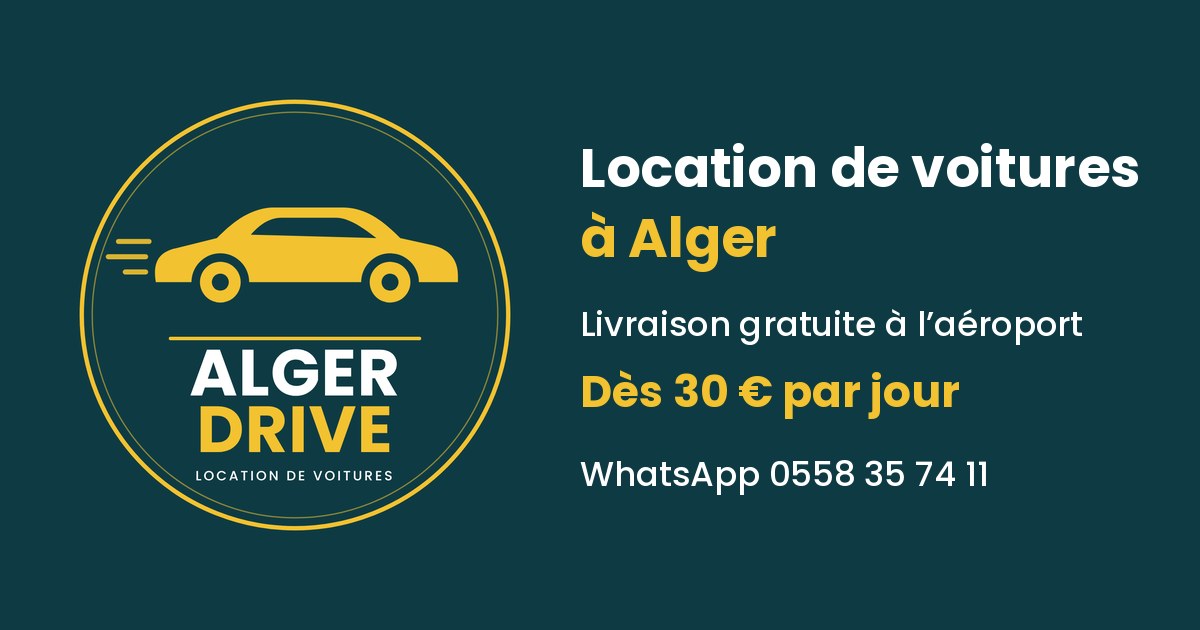 ALGER
DRIVE
LOCATION DE VOITURES
Location de voitures
à Alger
Livraison gratuite à l’aéroport
Dès 30 € par jour
WhatsApp 0558 35 74 11